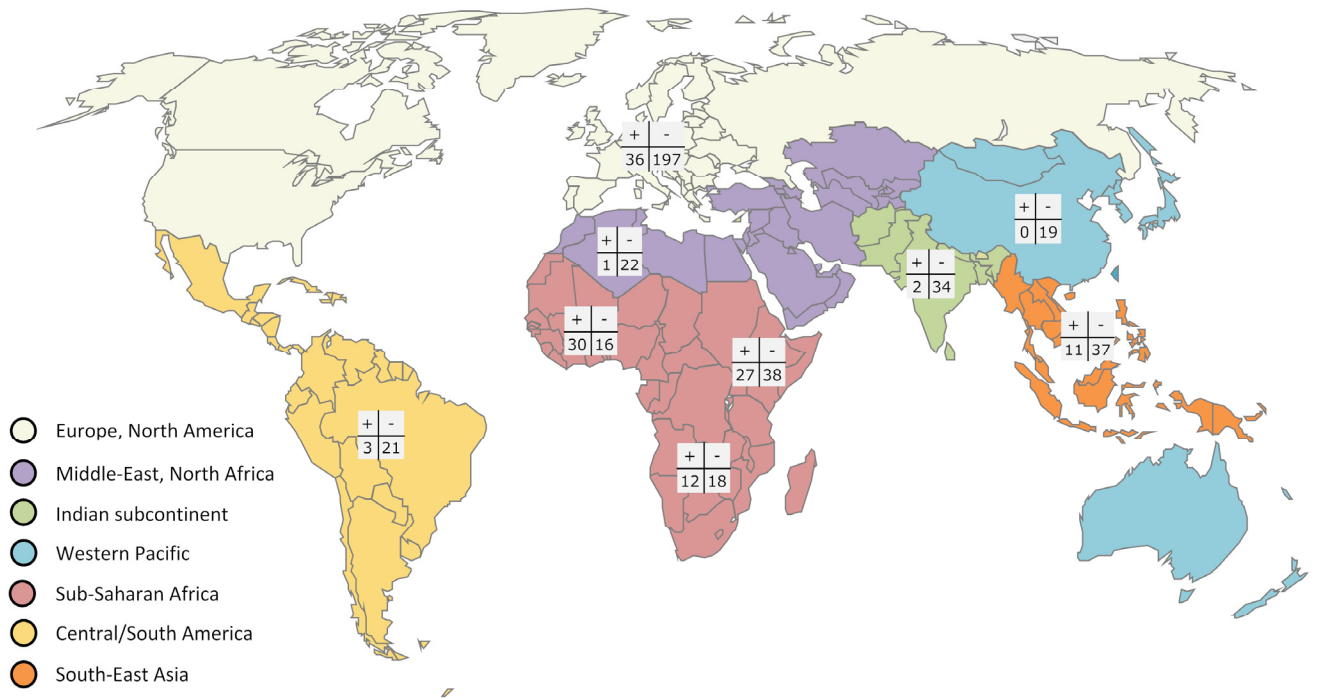 + -
36 197
+ -
0 19
+ -
1 22
+ -
2 34
+ -
30 16
+ -
11 37
+ -
27 38
+ -
3 21
+ -
12 18
Europe, North America
Middle-East, North Africa
Indian subcontinent
Western Pacific
Sub-Saharan Africa
Central/South America
South-East Asia